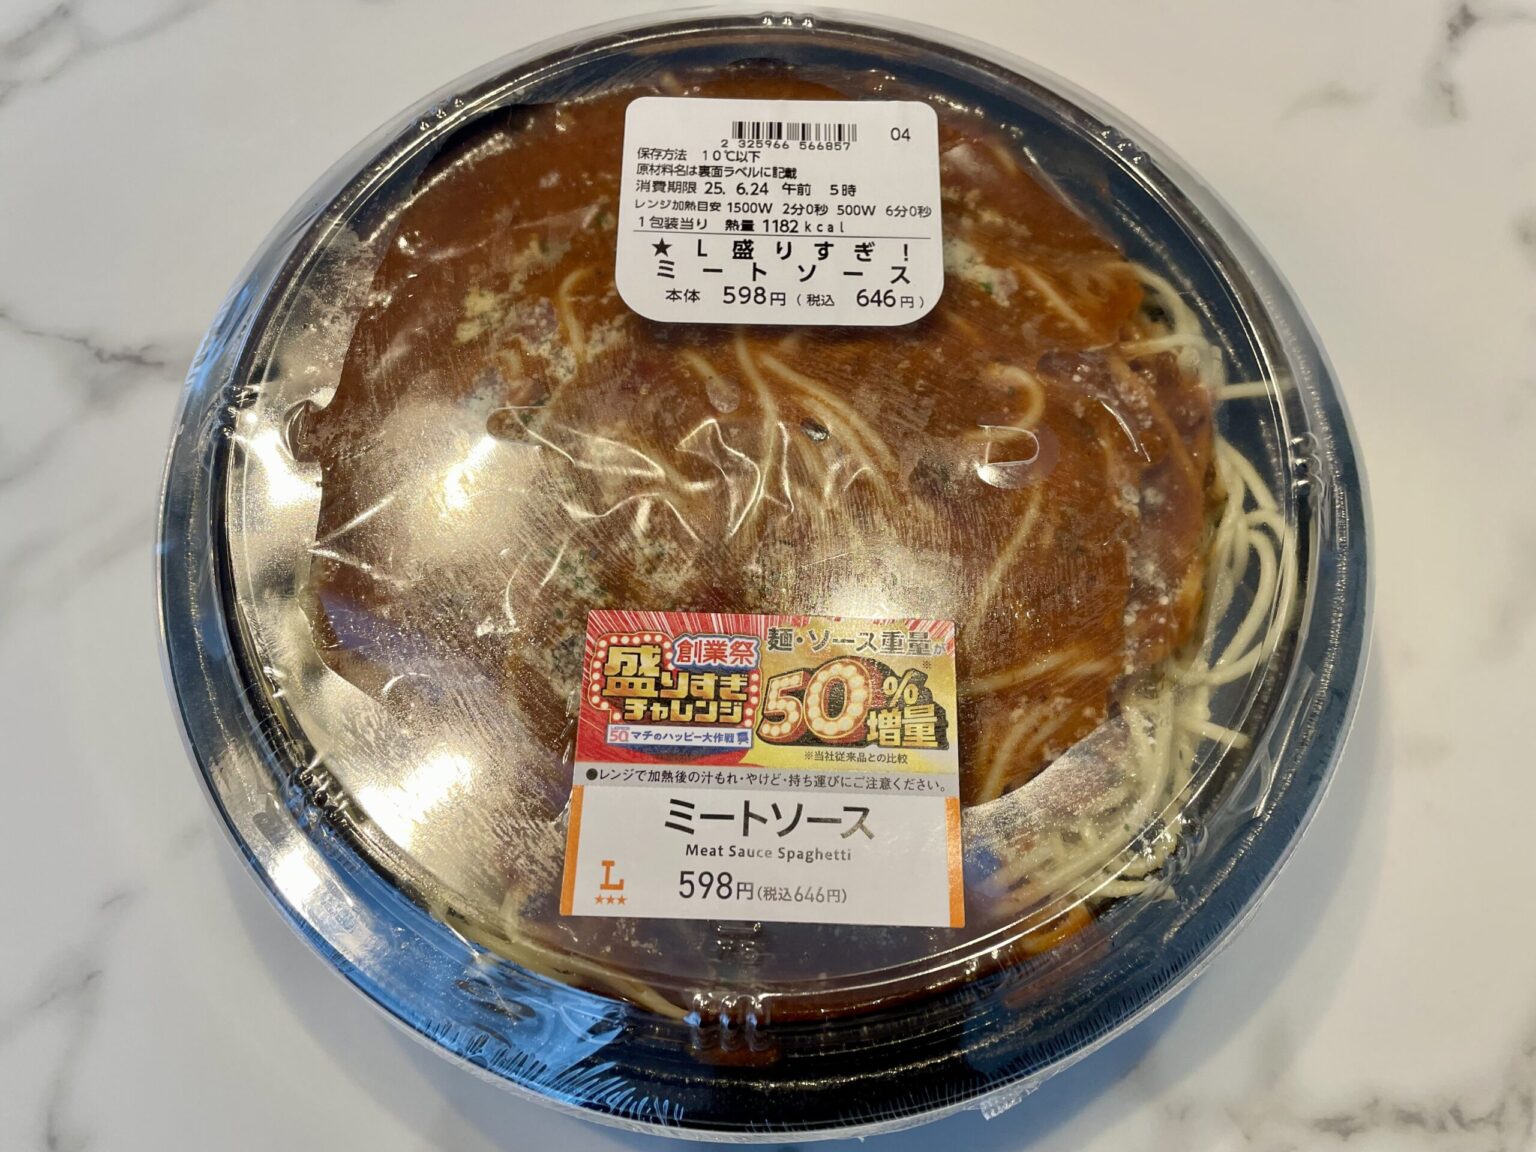 04
2 325966 566857
保存方法 10℃以下
原材料名は裏面ラベルに記載
消費期限 25. 6.24 午前 5時
レンジ加熱目安 1500W 2分0秒 500W 6分0秒
1包装当り 熱量 1182kcal
★L盛りすぎ!
ミートソース
本体 598円(税込 646円)
創業祭
盛りすぎ
チャレンジ
50 マチのハッピー大作戦
麺・ソース重量が
50%増量※
※当社従来品との比較
●レンジで加熱後の汁もれ・やけど・持ち運びにご注意ください。
ミートソース
Meat Sauce Spaghetti
L
★★★
598円(税込646円)